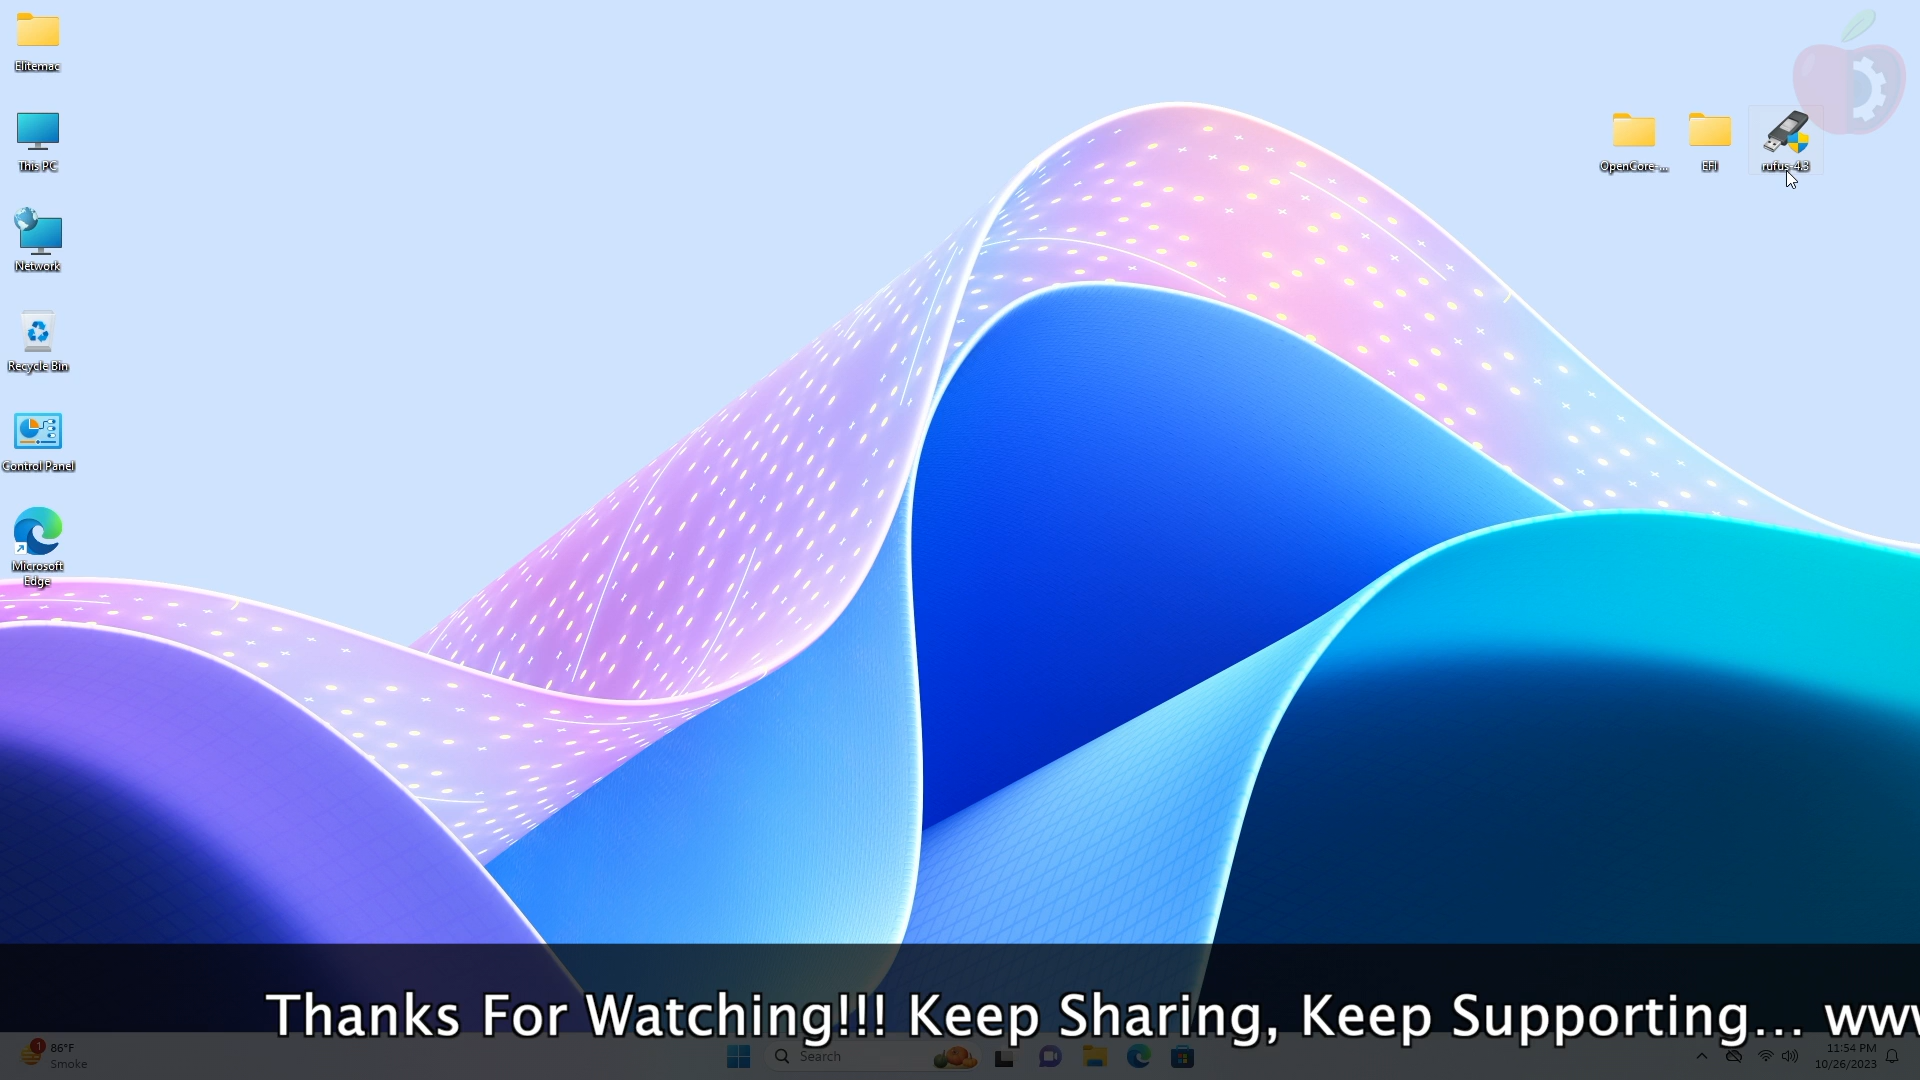 Elitemac
This PC
Network
Recycle Bin
Control Panel
Microsoft
Edge
OpenCore-...
EFI
rufus-4.3
Thanks For Watching!!! Keep Sharing, Keep Supporting... www
1
86°F
Smoke
Search
11:54 PM
10/26/2023